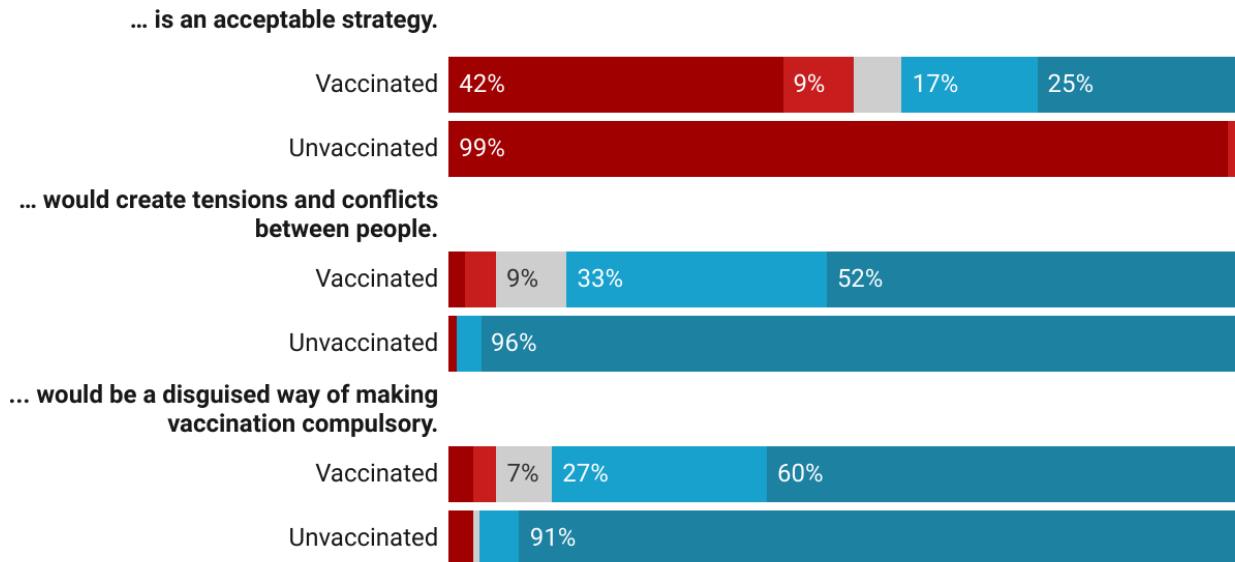 ... is an acceptable strategy.
Vaccinated 42% 9% 17% 25%
Unvaccinated 99%
... would create tensions and conflicts
between people.
Vaccinated 9% 33% 52%
Unvaccinated 96%
... would be a disguised way of making
vaccination compulsory.
Vaccinated 7% 27% 60%
Unvaccinated 91%